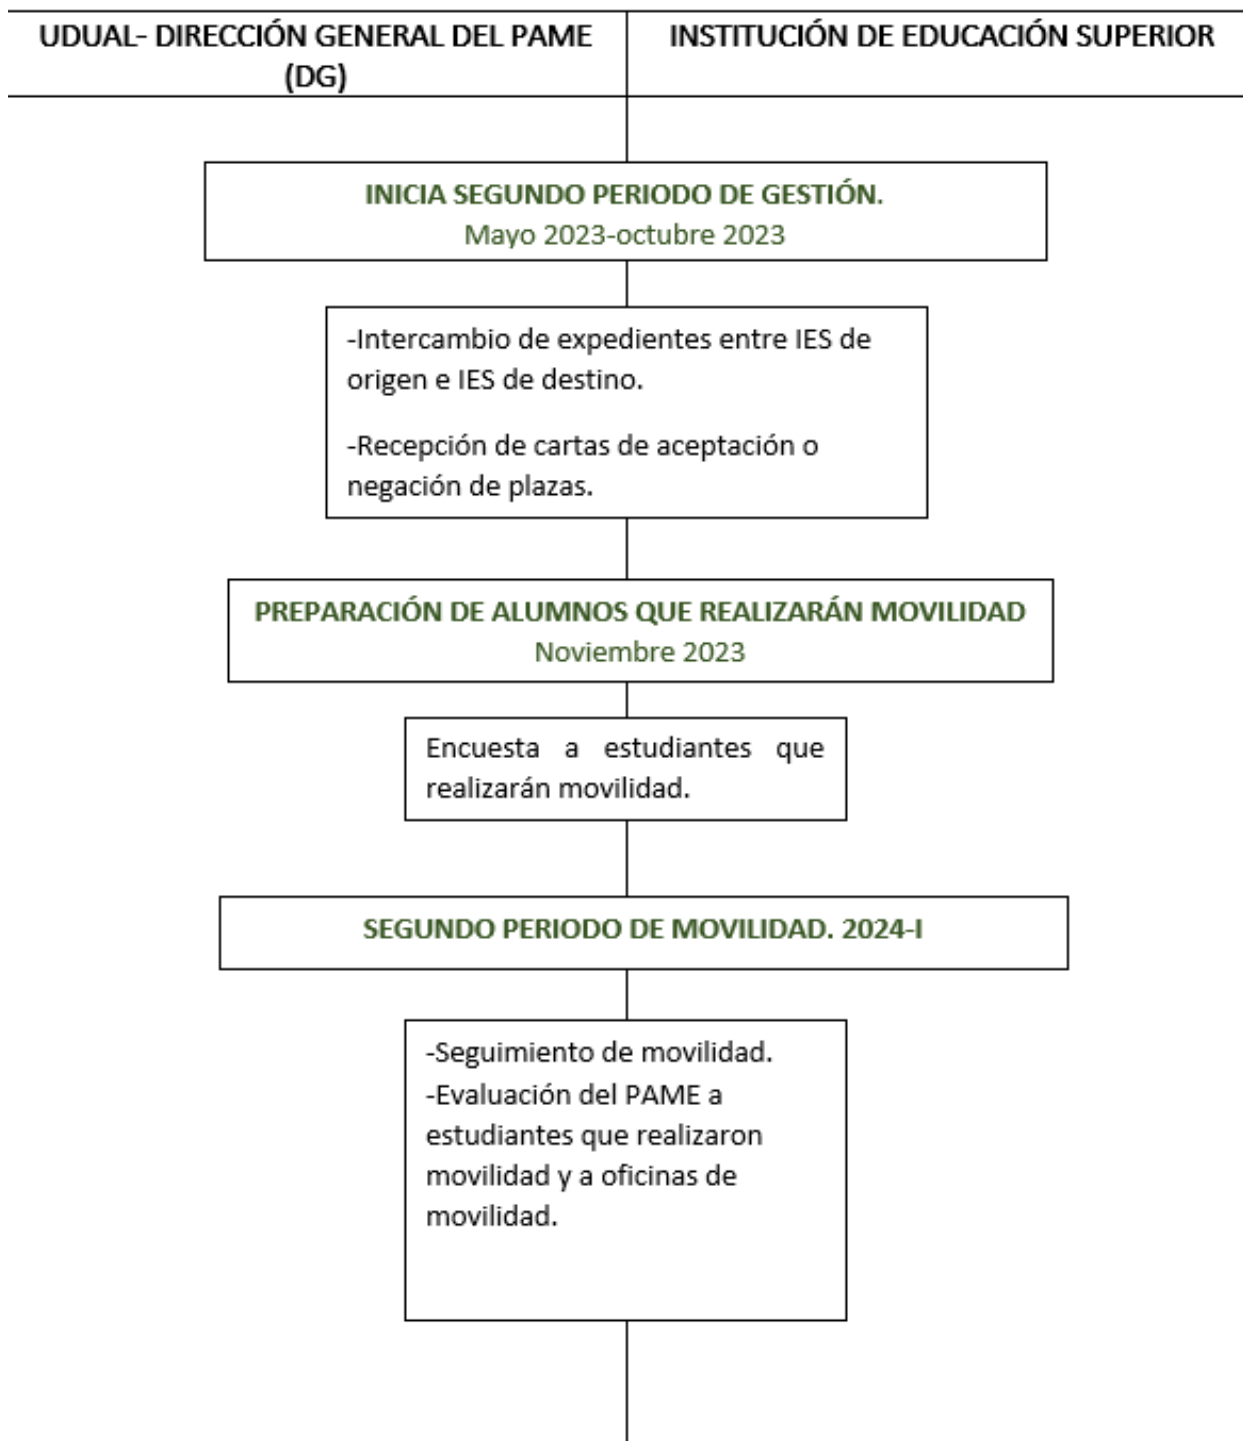 UDUAL- DIRECCIÓN GENERAL DEL PAME
(DG)
INSTITUCIÓN DE EDUCACIÓN SUPERIOR
INICIA SEGUNDO PERIODO DE GESTIÓN.
Mayo 2023-octubre 2023
-Intercambio de expedientes entre IES de
origen e IES de destino.
-Recepción de cartas de aceptación o
negación de plazas.
PREPARACIÓN DE ALUMNOS QUE REALIZARÁN MOVILIDAD
Noviembre 2023
Encuesta a estudiantes que
realizarán movilidad.
SEGUNDO PERIODO DE MOVILIDAD. 2024-I
-Seguimiento de movilidad.
-Evaluación del PAME a
estudiantes que realizaron
movilidad y a oficinas de
movilidad.